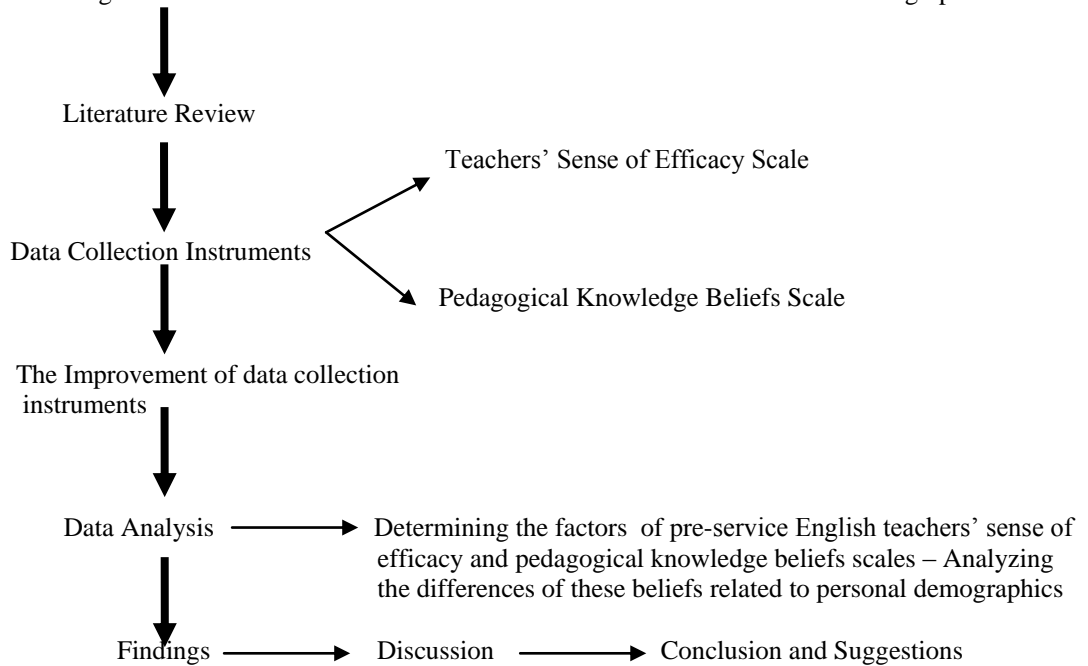 Literature Review
Teachers’ Sense of Efficacy Scale
Data Collection Instruments
Pedagogical Knowledge Beliefs Scale
The Improvement of data collection
instruments
Data Analysis
Determining the factors of pre-service English teachers’ sense of
efficacy and pedagogical knowledge beliefs scales – Analyzing
the differences of these beliefs related to personal demographics
Findings
Discussion
Conclusion and Suggestions